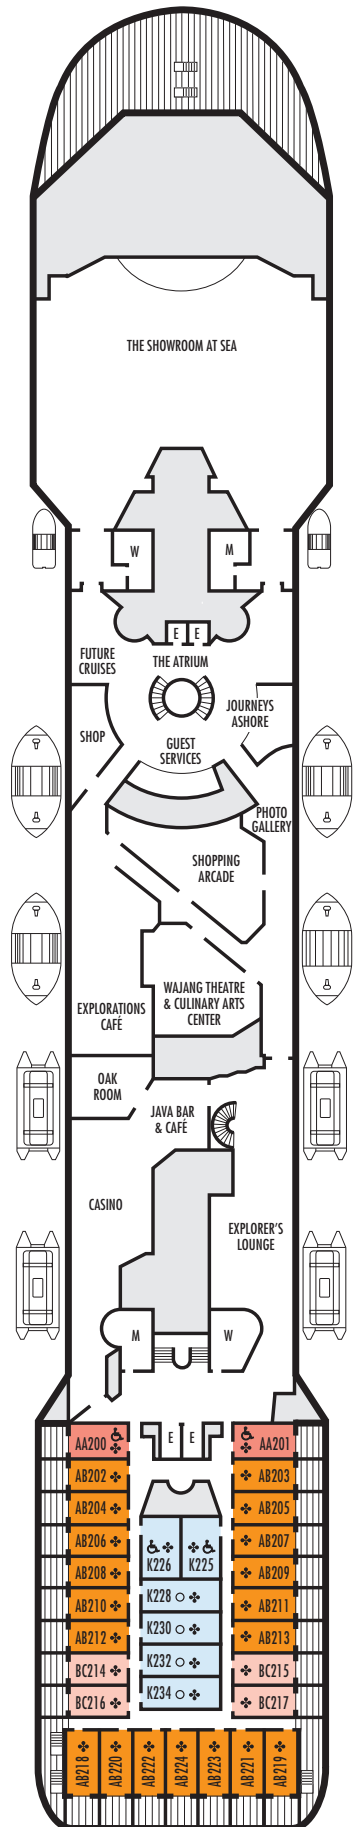 THE SHOWROOM AT SEA
W
M
E E
FUTURE
CRUISES
THE ATRIUM
JOURNEYS
ASHORE
SHOP
GUEST
SERVICES
PHOTO
GALLERY
SHOPPING
ARCADE
WAJANG THEATRE
& CULINARY ARTS
CENTER
EXPLORATIONS
CAFÉ
OAK
ROOM
JAVA BAR
& CAFÉ
CASINO
EXPLORER'S
LOUNGE
M
W
E E
AA200
AA201
AB202
AB203
AB204
AB205
AB206
AB207
K226
K225
AB208
AB209
K228
AB210
AB211
K230
AB212
AB213
K232
BC214
BC215
K234
BC216
BC217
AB218
AB220
AB222
AB224
AB223
AB221
AB219